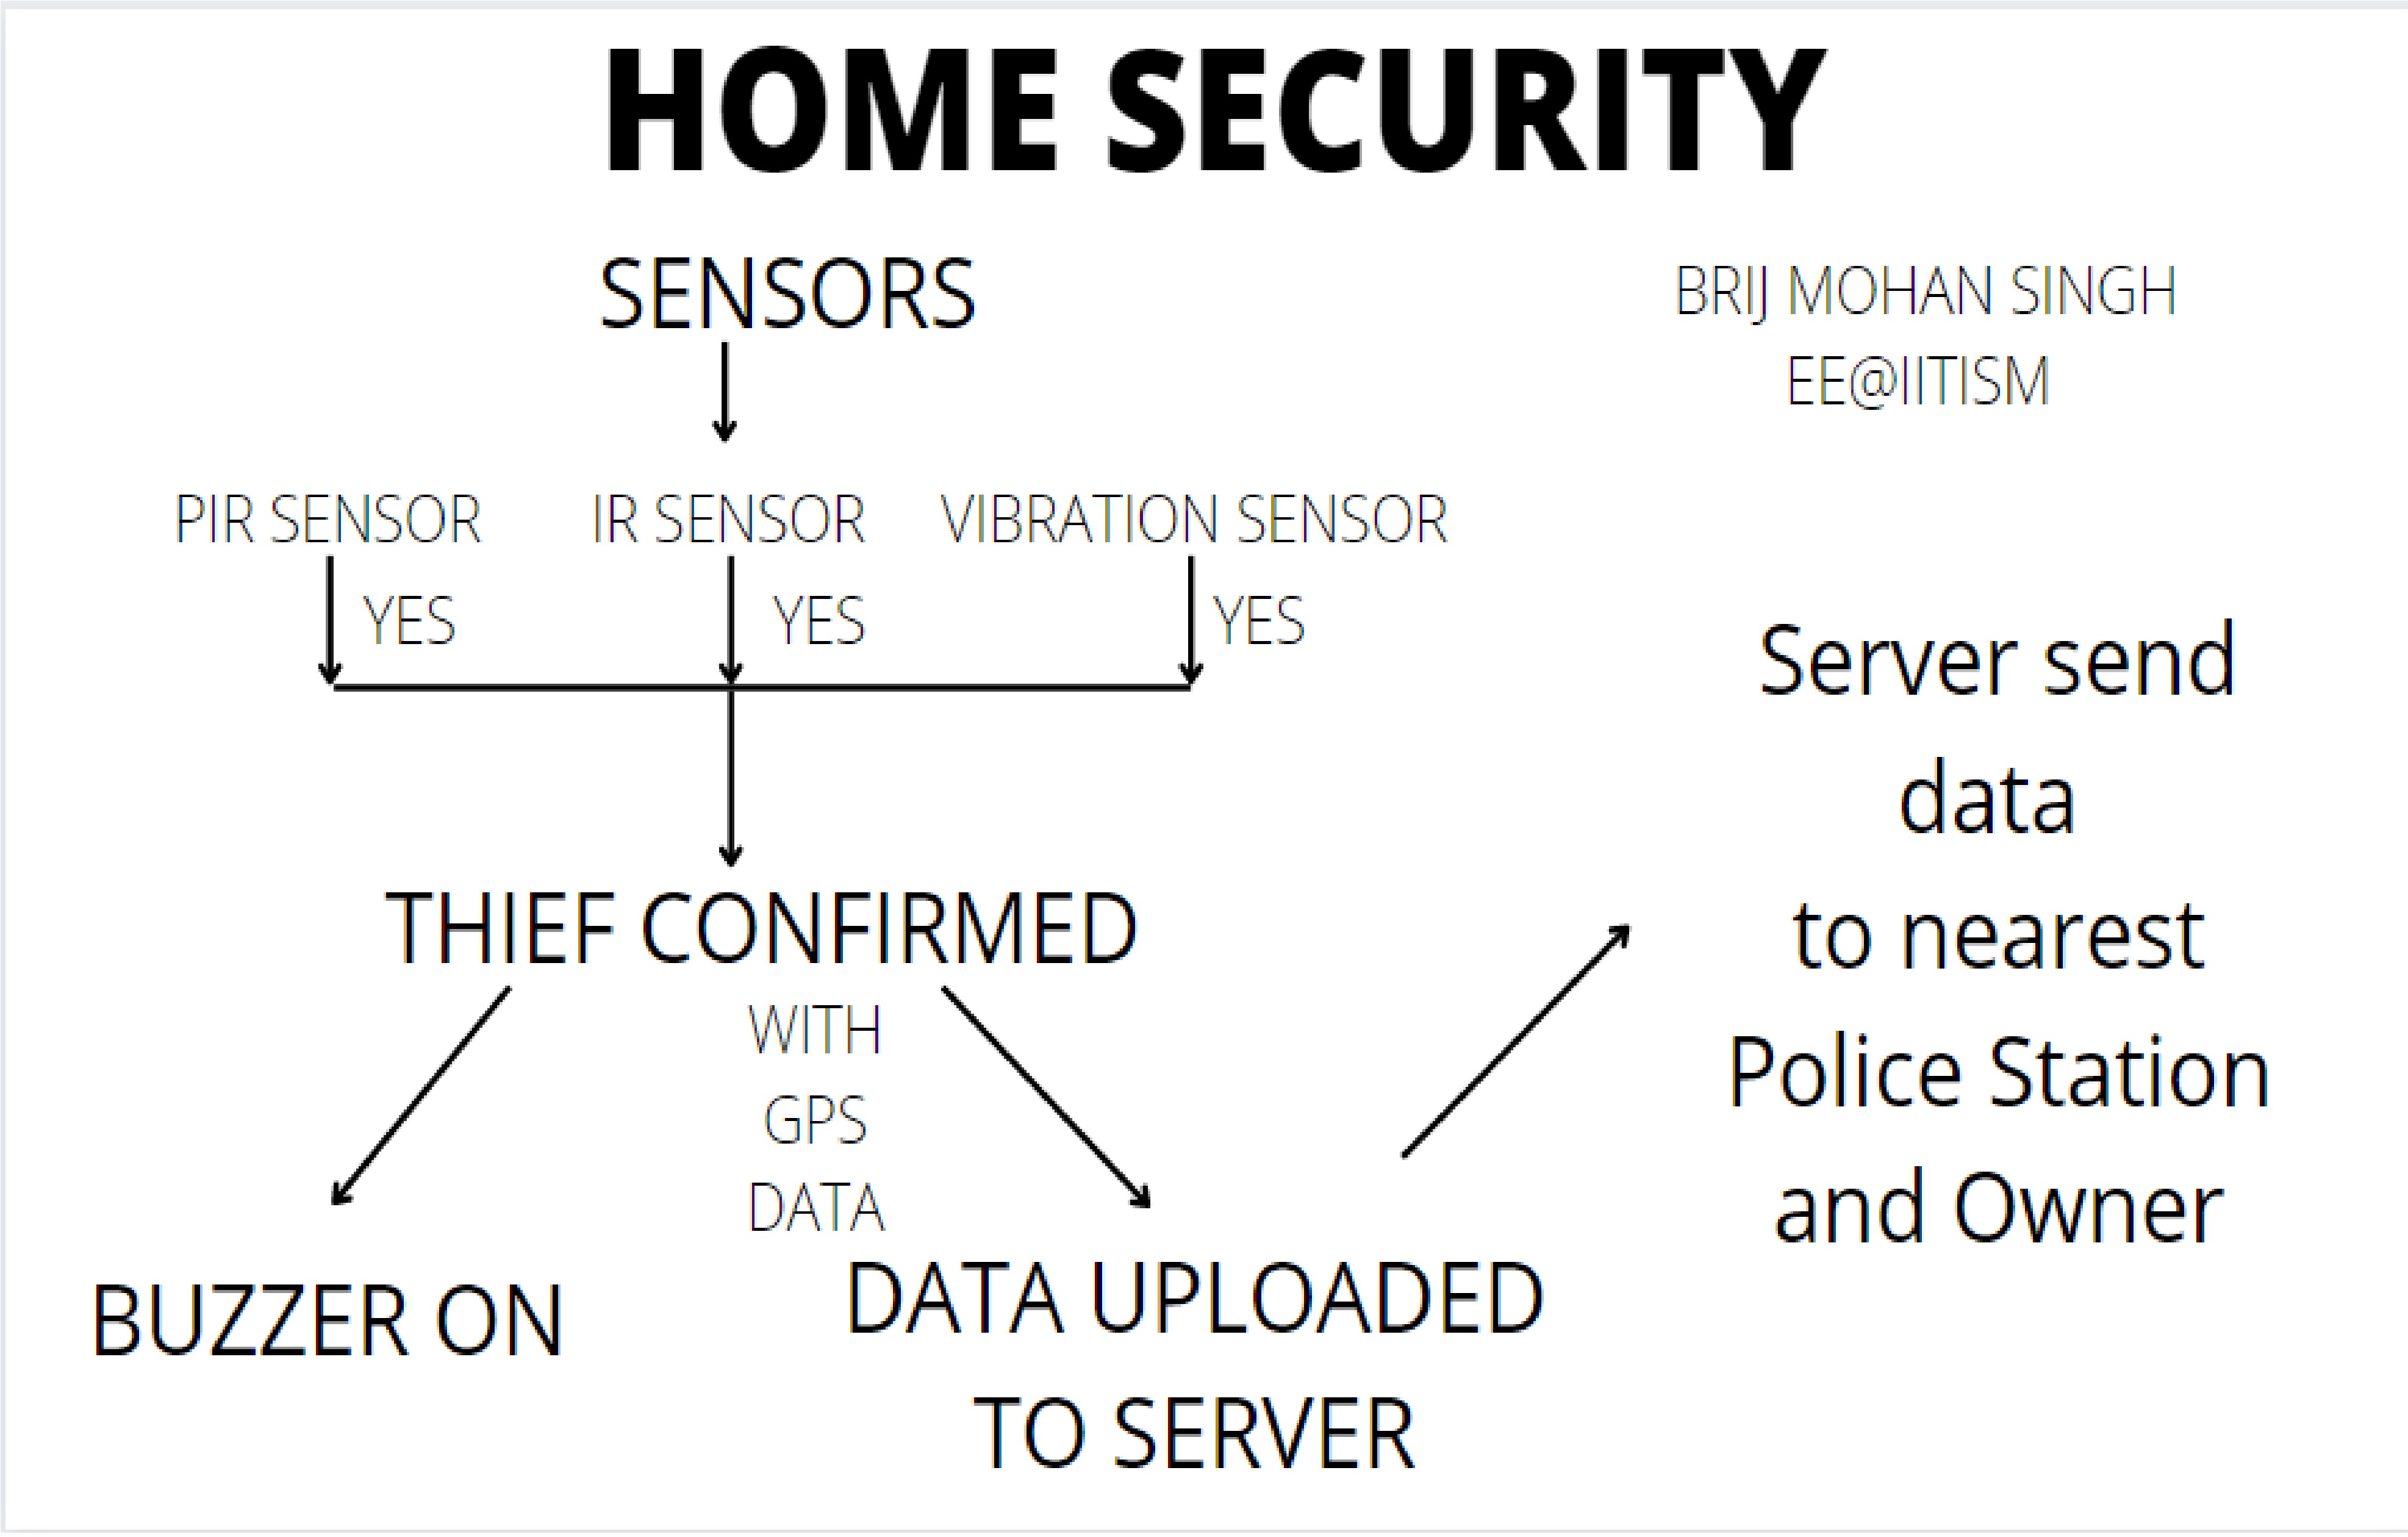 HOME SECURITY
SENSORS
BRIJ MOHAN SINGH
EE@IITISM
PIR SENSOR
IR SENSOR
VIBRATION SENSOR
YES
YES
YES
THIEF CONFIRMED
WITH
GPS
DATA
BUZZER ON
DATA UPLOADED
TO SERVER
Server send
data
to nearest
Police Station
and Owner